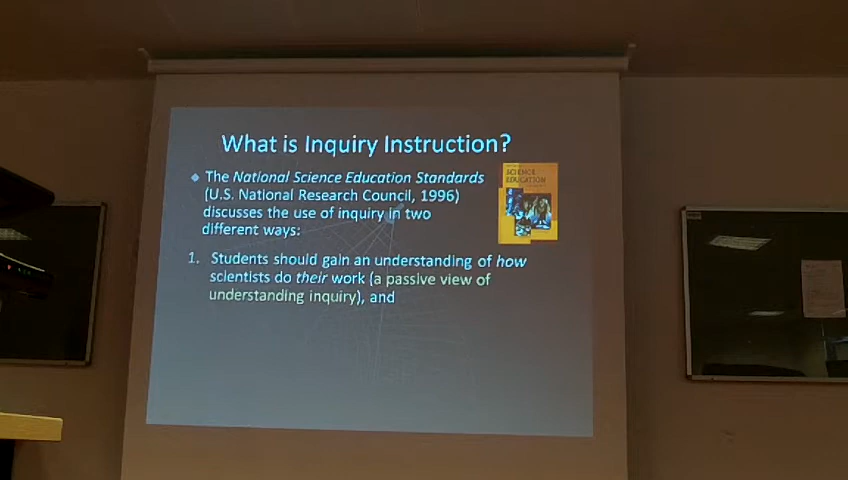 What is Inquiry Instruction?
The National Science Education Standards
(U.S. National Research Council, 1996)
discusses the use of inquiry in two
different ways:
SCIENCE
EDUCATION
1. Students should gain an understanding of how
scientists do their work (a passive view of
understanding inquiry), and